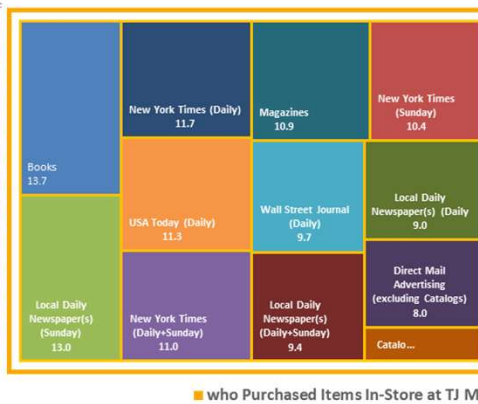 Books
13.7
Local Daily
Newspaper(s)
(Sunday)
13.0
New York Times (Daily)
11.7
USA Today (Daily)
11.3
New York Times
(Daily+Sunday)
11.0
Magazines
10.9
New York Times
(Sunday)
10.4
Wall Street Journal
(Daily)
9.7
Local Daily
Newspaper(s)
(Daily+Sunday)
9.4
Local Daily
Newspaper(s) (Daily
9.0
Direct Mail
Advertising
(excluding Catalogs)
8.0
Catalo...
who Purchased Items In-Store at TJ M